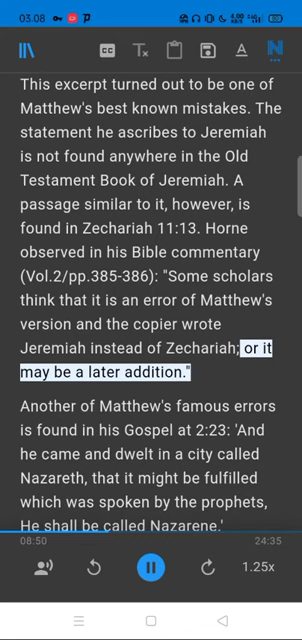 03.08
This excerpt turned out to be one of
Matthew's best known mistakes. The
statement he ascribes to Jeremiah
is not found anywhere in the Old
Testament Book of Jeremiah. A
passage similar to it, however, is
found in Zechariah 11:13. Horne
observed in his Bible commentary
(Vol.2/pp.385-386): "Some scholars
think that it is an error of Matthew's
version and the copier wrote
Jeremiah instead of Zechariah; or it
may be a later addition."
Another of Matthew's famous errors
is found in his Gospel at 2:23: 'And
he came and dwelt in a city called
Nazareth, that it might be fulfilled
which was spoken by the prophets,
He shall be called Nazarene.'
08:50 24:35
1.25x